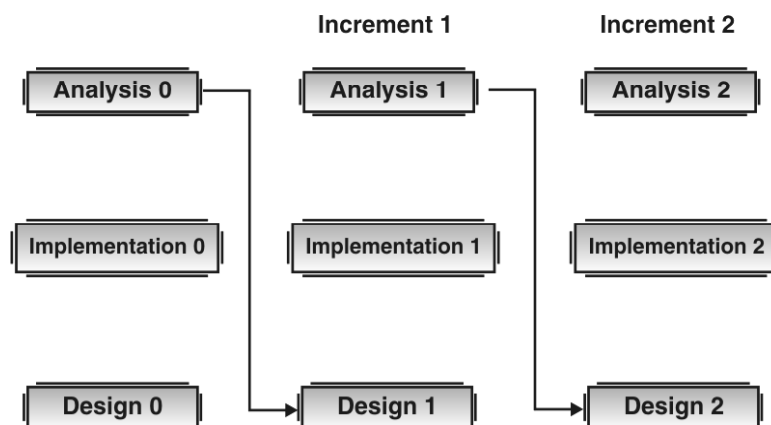 Increment 1 Increment 2
Analysis 0 Analysis 1 Analysis 2
Implementation 0 Implementation 1 Implementation 2
Design 0 Design 1 Design 2